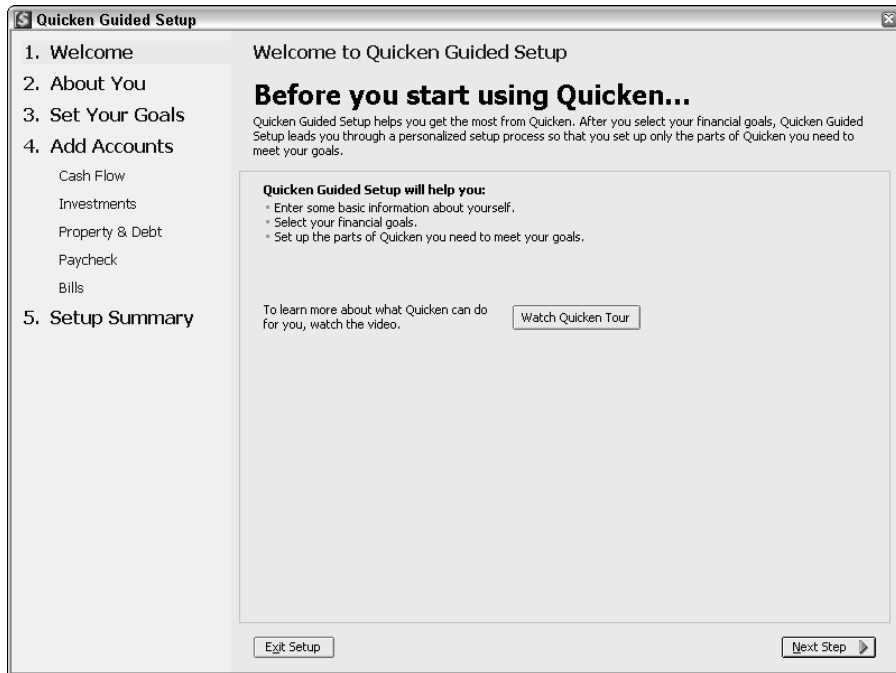 Quicken Guided Setup
1. Welcome
2. About You
3. Set Your Goals
4. Add Accounts
Cash Flow
Investments
Property & Debt
Paycheck
Bills
5. Setup Summary
Welcome to Quicken Guided Setup
Before you start using Quicken...
Quicken Guided Setup helps you get the most from Quicken. After you select your financial goals, Quicken Guided
Setup leads you through a personalized setup process so that you set up only the parts of Quicken you need to
meet your goals.
Quicken Guided Setup will help you:
▫ Enter some basic information about yourself.
▫ Select your financial goals.
▫ Set up the parts of Quicken you need to meet your goals.
To learn more about what Quicken can do
for you, watch the video.
Watch Quicken Tour
Exit Setup
Next Step